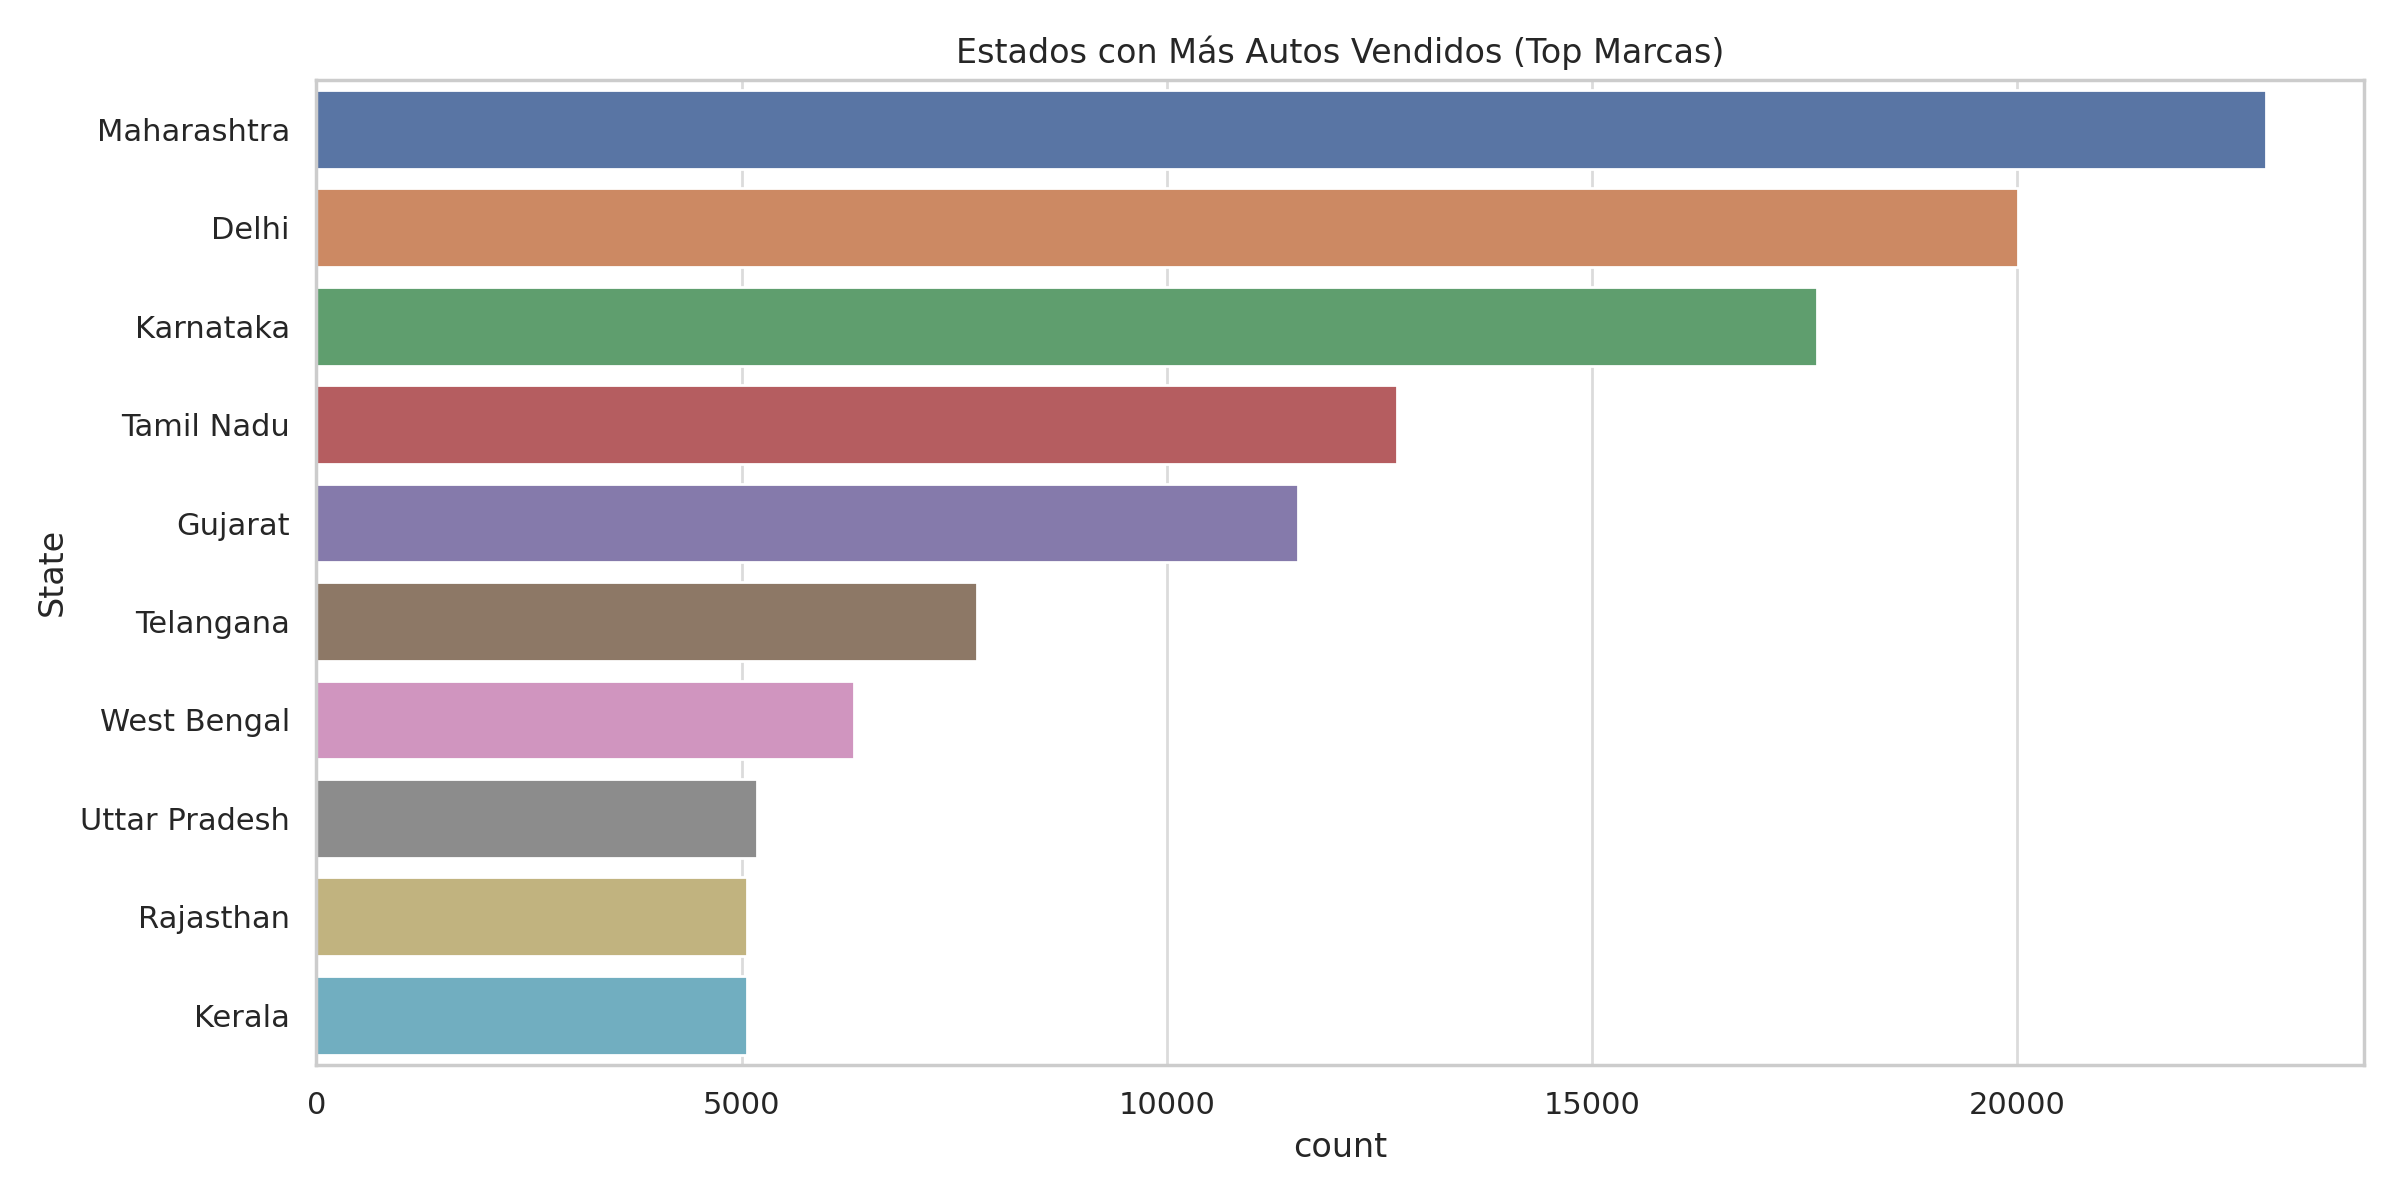 Estados con Más Autos Vendidos (Top Marcas)
State
Maharashtra
Delhi
Karnataka
Tamil Nadu
Gujarat
Telangana
West Bengal
Uttar Pradesh
Rajasthan
Kerala
0 5000 10000 15000 20000
count